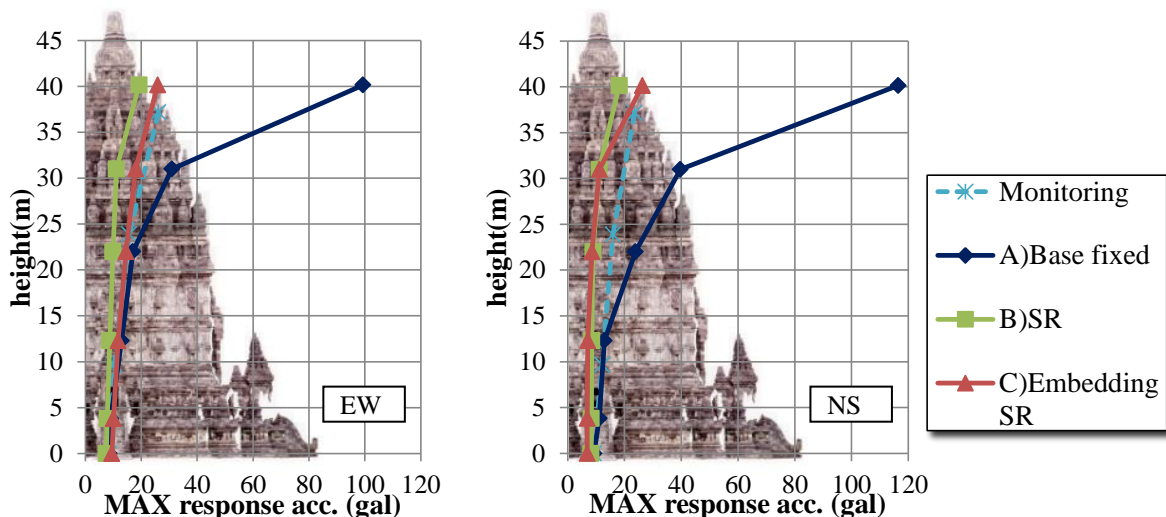 45
40
35
30
25
20
15
10
5
0
height(m)
EW
0 20 40 60 80 100 120
MAX response acc. (gal)
45
40
35
30
25
20
15
10
5
0
height(m)
NS
0 20 40 60 80 100 120
MAX response acc. (gal)
Monitoring
A)Base fixed
B)SR
C)Embedding
SR